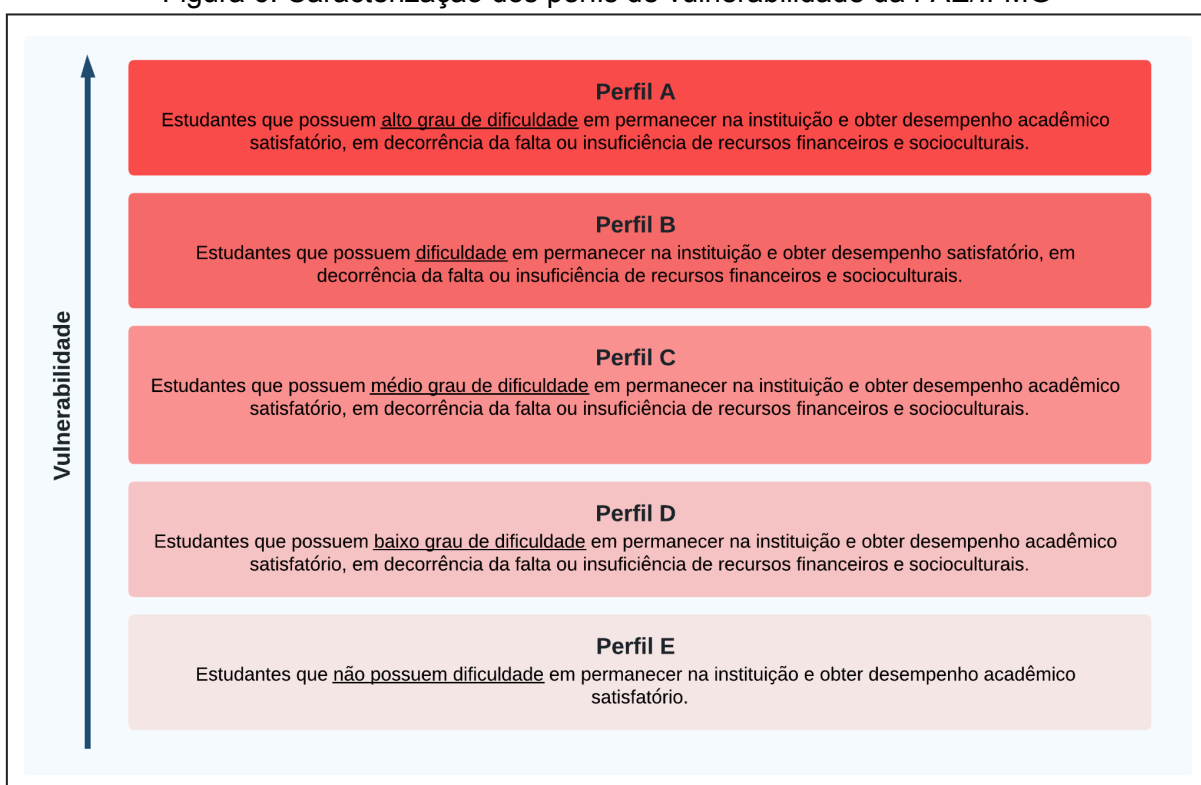 Perfil A
Estudantes que possuem alto grau de dificuldade em permanecer na instituição e obter desempenho acadêmico
satisfatório, em decorrência da falta ou insuficiência de recursos financeiros e socioculturais.
Perfil B
Estudantes que possuem dificuldade em permanecer na instituição e obter desempenho satisfatório, em
decorrência da falta ou insuficiência de recursos financeiros e socioculturais.
Vulnerabilidade
Perfil C
Estudantes que possuem médio grau de dificuldade em permanecer na instituição e obter desempenho acadêmico
satisfatório, em decorrência da falta ou insuficiência de recursos financeiros e socioculturais.
Perfil D
Estudantes que possuem baixo grau de dificuldade em permanecer na instituição e obter desempenho acadêmico
satisfatório, em decorrência da falta ou insuficiência de recursos financeiros e socioculturais.
Perfil E
Estudantes que não possuem dificuldade em permanecer na instituição e obter desempenho acadêmico
satisfatório.